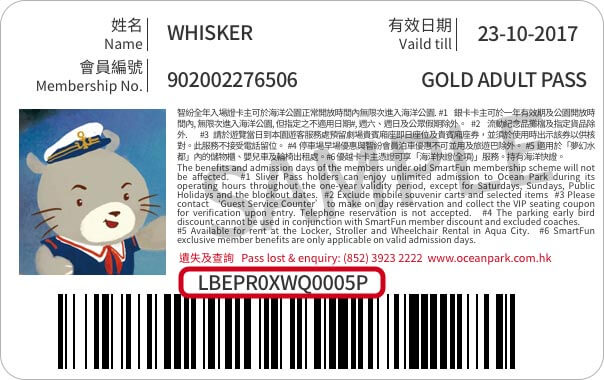 姓名
Name
WHISKER
有效日期
Vaild till
23-10-2017
會員編號
Membership No.
902002276506
GOLD ADULT PASS
智紛全年入場證卡主可於海洋公園正常開放時間內無限次進入海洋公園. #1 銀卡卡主可於一年有效期及公園開放時
間內, 無限次進入海洋公園, 但指定之不適用日期#, 週六、週日及公眾假期除外。 #2 流動紀念品攤檔及指定貨品除
外. #3 請於遊覽當日到本園遊客服務處預留劇場貴賓座即日座位及貴賓座券，並須於使用時出示該券以供核
對。此服務不接受電話留位。 #4 停車場早場優惠與智紛會員泊車優惠不可並用及旅遊巴除外。 #5 適用於「夢幻水
都」內的儲物櫃、嬰兒車及輪椅出租處。#6 優越卡卡主憑證可享「海洋快證(全項)」服務。持有海洋快證。
The benefits and admission days of the members under old SmartFun membership scheme will not
be affected. #1 Sliver Pass holders can enjoy unlimited admission to Ocean Park during its
operating hours throughout the one-year validity period, except for Saturdays, Sundays, Public
Holidays and the blockout dates. #2 Exclude mobile souvenir carts and selected items #3 Please
contact "Guest Service Counter" to make on day reservation and collect the VIP seating coupon
for verification upon entry. Telephone reservation is not accepted. #4 The parking early bird
discount cannot be used in conjunction with SmartFun member discount and excluded coaches.
#5 Available for rent at the Locker, Stroller and Wheelchair Rental in Aqua City. #6 SmartFun
exclusive member benefits are only applicable on valid admission days.
SAMPLE
遺失及查詢 Pass lost & enquiry: (852) 3923 2222 www.oceanpark.com.hk
LBEPR0XWQ0005P